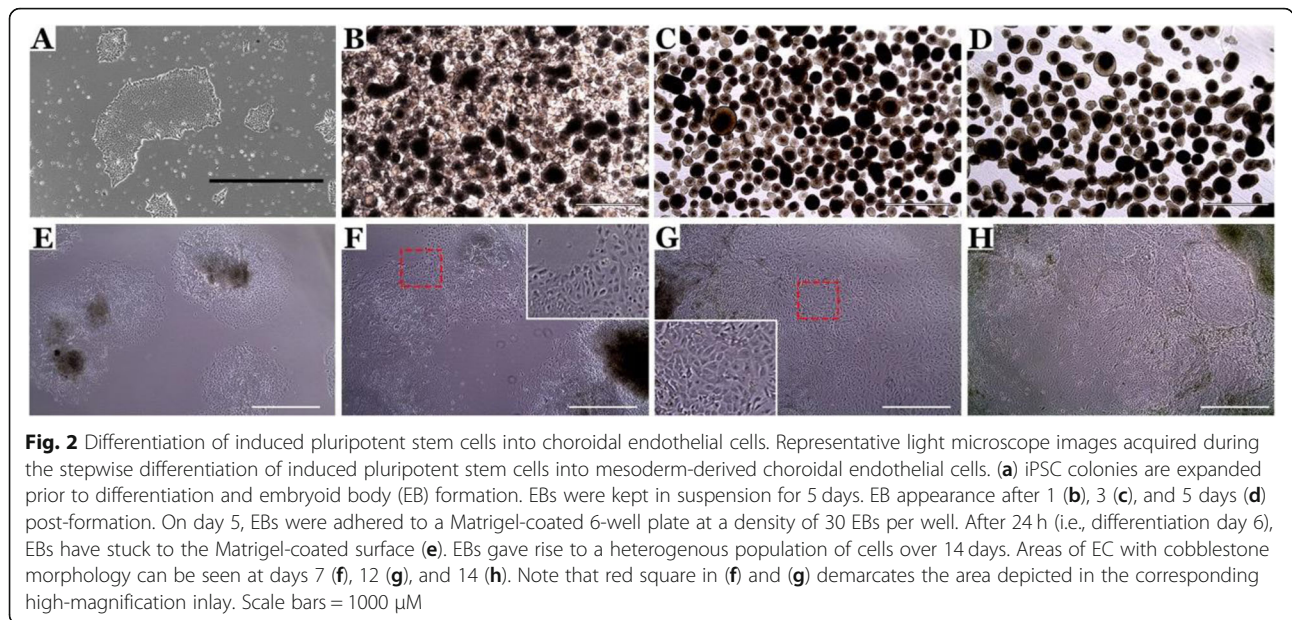 A
B
C
D
E
F
G
H
Fig. 2 Differentiation of induced pluripotent stem cells into choroidal endothelial cells. Representative light microscope images acquired during
the stepwise differentiation of induced pluripotent stem cells into mesoderm-derived choroidal endothelial cells. (a) iPSC colonies are expanded
prior to differentiation and embryoid body (EB) formation. EBs were kept in suspension for 5 days. EB appearance after 1 (b), 3 (c), and 5 days (d)
post-formation. On day 5, EBs were adhered to a Matrigel-coated 6-well plate at a density of 30 EBs per well. After 24 h (i.e., differentiation day 6),
EBs have stuck to the Matrigel-coated surface (e). EBs gave rise to a heterogenous population of cells over 14 days. Areas of EC with cobblestone
morphology can be seen at days 7 (f), 12 (g), and 14 (h). Note that red square in (f) and (g) demarcates the area depicted in the corresponding
high-magnification inlay. Scale bars = 1000 μM